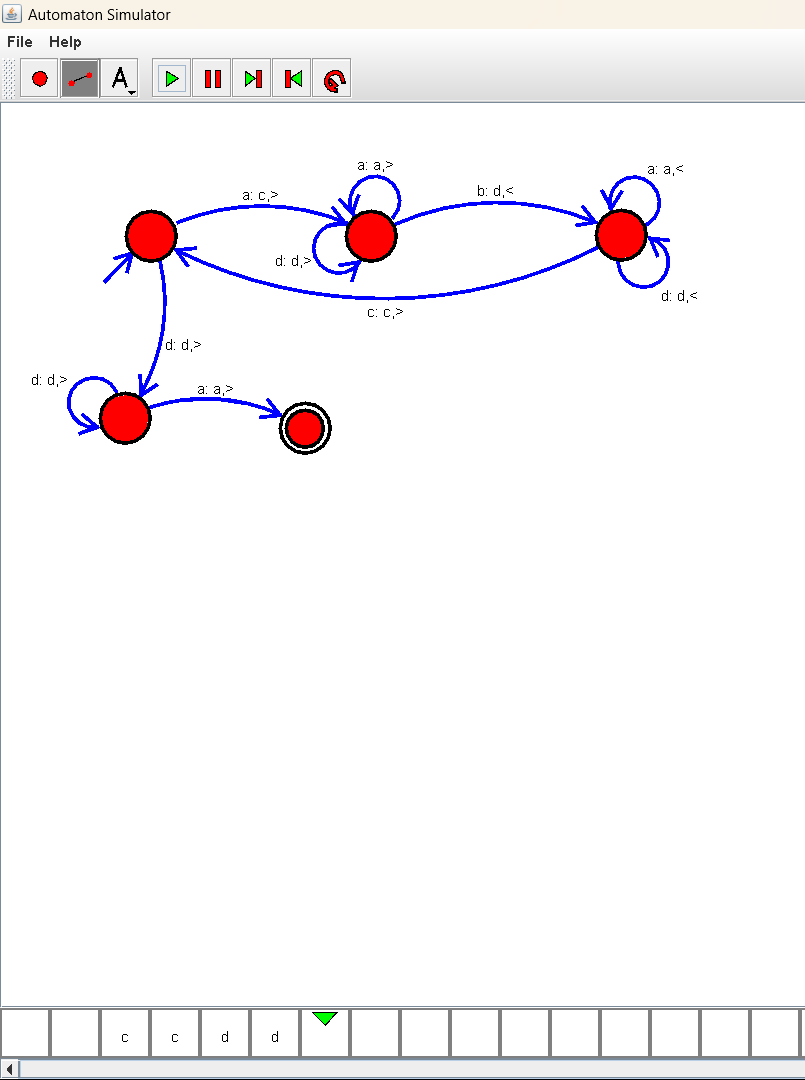 Automaton Simulator
File Help
A
a: a,>
a: a,<
a: c,>
b: d,<
d: d,>
d: d,<
c: c,>
d: d,>
d: d,>
a: a,>
c c d d